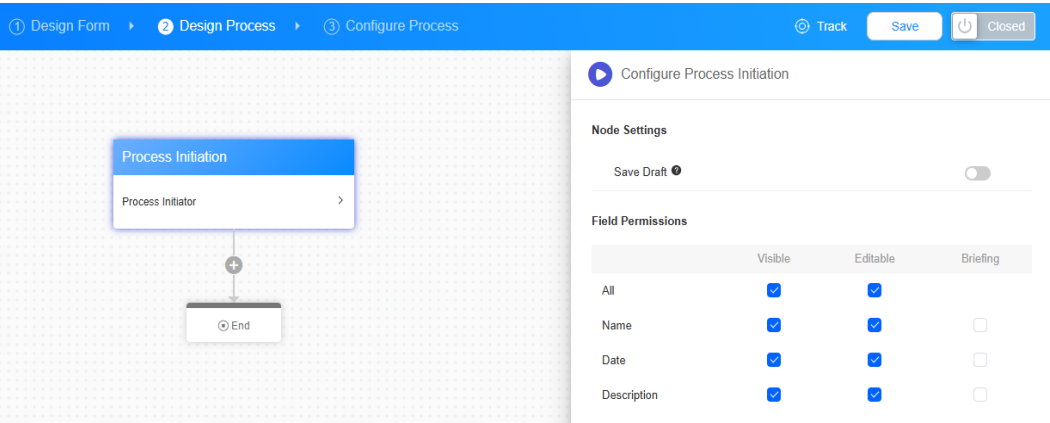 1 Design Form 2 Design Process 3 Configure Process Track Save Closed
Configure Process Initiation
Node Settings
Process Initiation
Save Draft ?
Process Initiator
Field Permissions
Visible Editable Briefing
All
Name
End
Date
Description